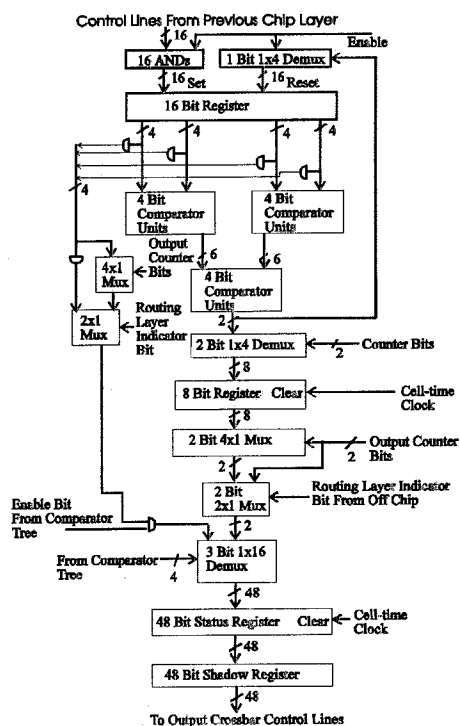 Control Lines From Previous Chip Layer
16
Enable
16 ANDs
1 Bit 1x4 Demux
16
Set
16
Reset
16 Bit Register
4
4
4
4
4
4 Bit
Comparator
Units
4 Bit
Comparator
Units
Output
Counter
Bits
6
6
4x1
Mux
4 Bit
Comparator
Units
2x1
Mux
Routing
Layer
Indicator
Bit
2
2 Bit 1x4 Demux
2
Counter Bits
8
8 Bit Register
Clear
Cell-time
Clock
8
2 Bit 4x1 Mux
2
Output Counter
Bits
2
2 Bit
2x1 Mux
Routing Layer Indicator
Bit From Off Chip
Enable Bit
From Comparator
Tree
2
From Comparator
Tree
4
3 Bit 1x16
Demux
48
48 Bit Status Register
Clear
Cell-time
Clock
48
48 Bit Shadow Register
48
To Output Crossbar Control Lines